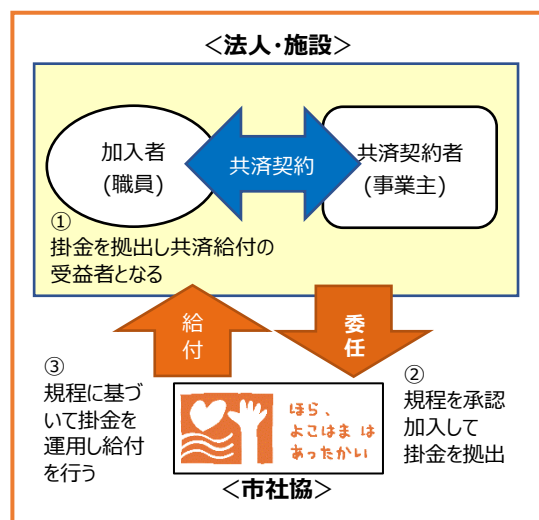 ＜法人・施設＞
加入者
(職員)
共済契約
共済契約者
(事業主)
①
掛金を拠出し共済給付の
受益者となる
給
付
委
任
③
規程に基づ
いて掛金を
運用し給付
を行う
ほら、
よこはま は
あったかい
②
規程を承認
加入して
掛金を拠出
＜市社協＞